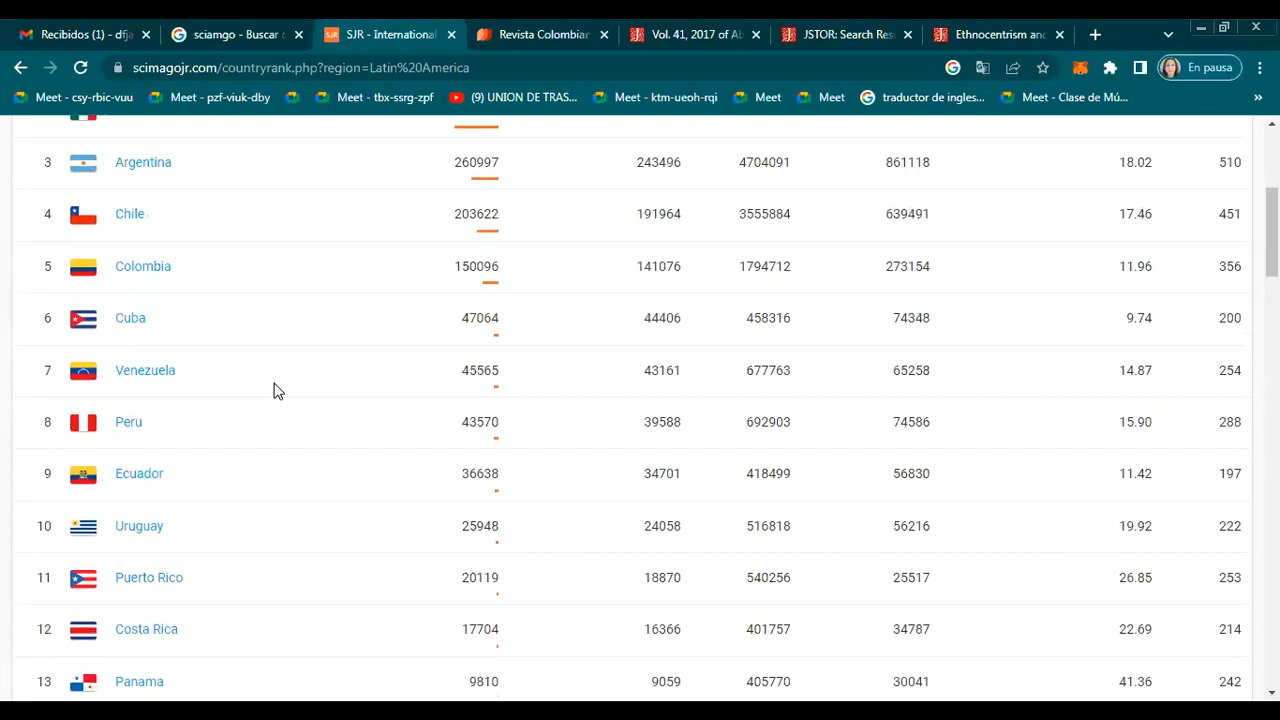 Recibidos (1) - dfja
sciamgo - Buscar c
SJR SJR - International
Revista Colombian
Vol. 41, 2017 of Ab
JSTOR: Search Res
Ethnocentrism and
scimagojr.com/countryrank.php?region=Latin%20America
En pausa
Meet - csy-rbic-vuu
Meet - pzf-viuk-dby
Meet - tbx-ssrg-zpf
(9) UNION DE TRAS...
Meet - ktm-ueoh-rqi
Meet
Meet
traductor de ingles...
Meet - Clase de Mú...
3 Argentina 260997 243496 4704091 861118 18.02 510
4 Chile 203622 191964 3555884 639491 17.46 451
5 Colombia 150096 141076 1794712 273154 11.96 356
6 Cuba 47064 44406 458316 74348 9.74 200
7 Venezuela 45565 43161 677763 65258 14.87 254
8 Peru 43570 39588 692903 74586 15.90 288
9 Ecuador 36638 34701 418499 56830 11.42 197
10 Uruguay 25948 24058 516818 56216 19.92 222
11 Puerto Rico 20119 18870 540256 25517 26.85 253
12 Costa Rica 17704 16366 401757 34787 22.69 214
13 Panama 9810 9059 405770 30041 41.36 242